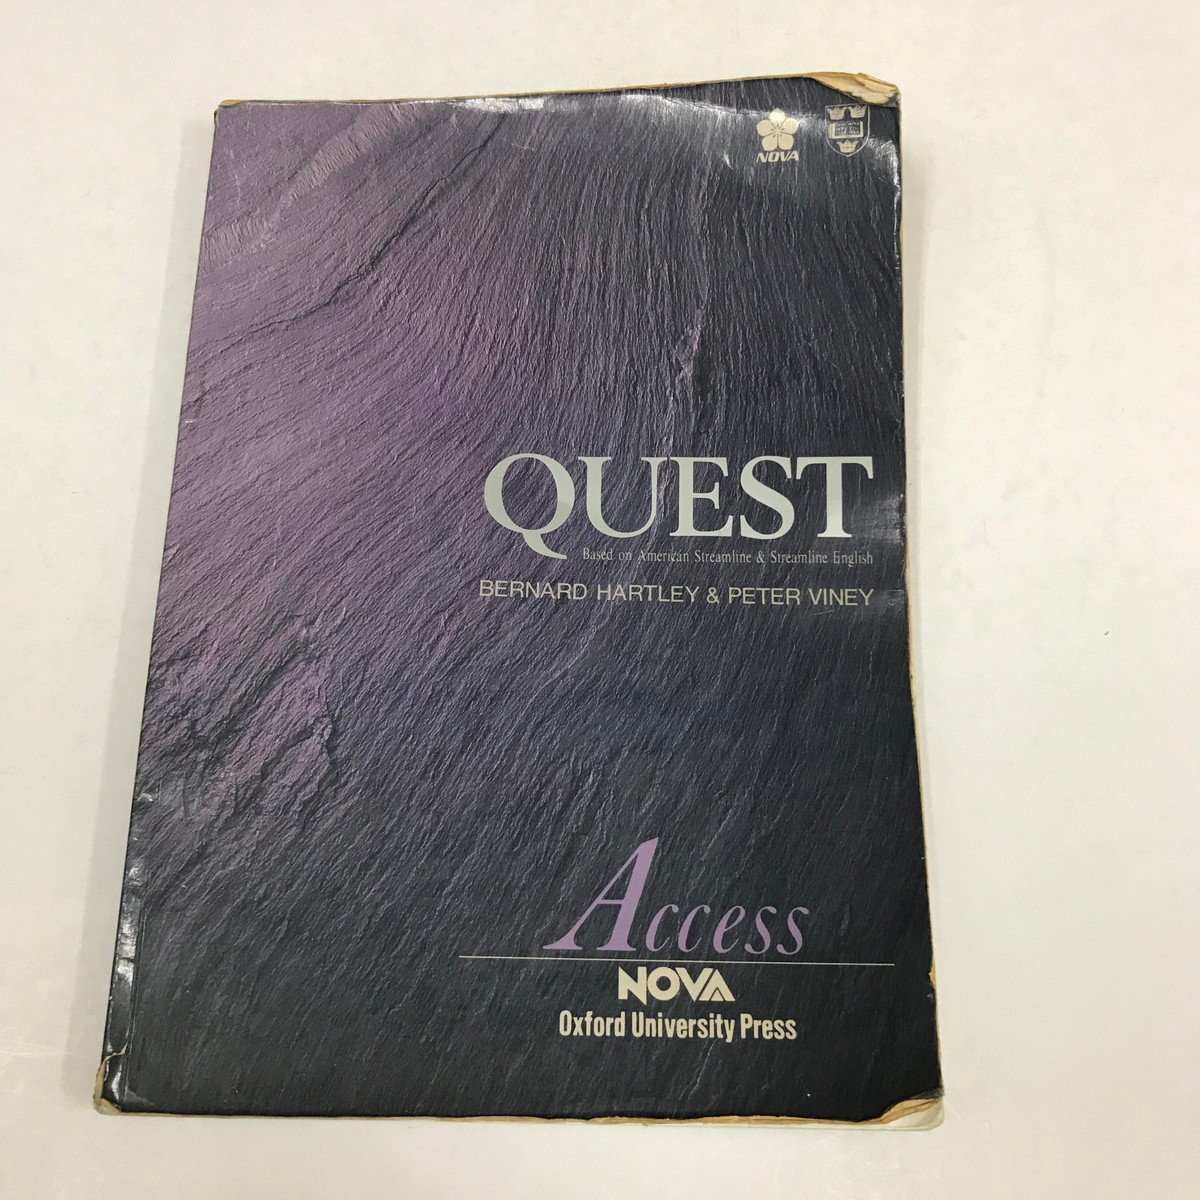 NOVA
QUEST
Based on American Streamline & Streamline English
BERNARD HARTLEY & PETER VINEY
Access
NOVA
Oxford University Press